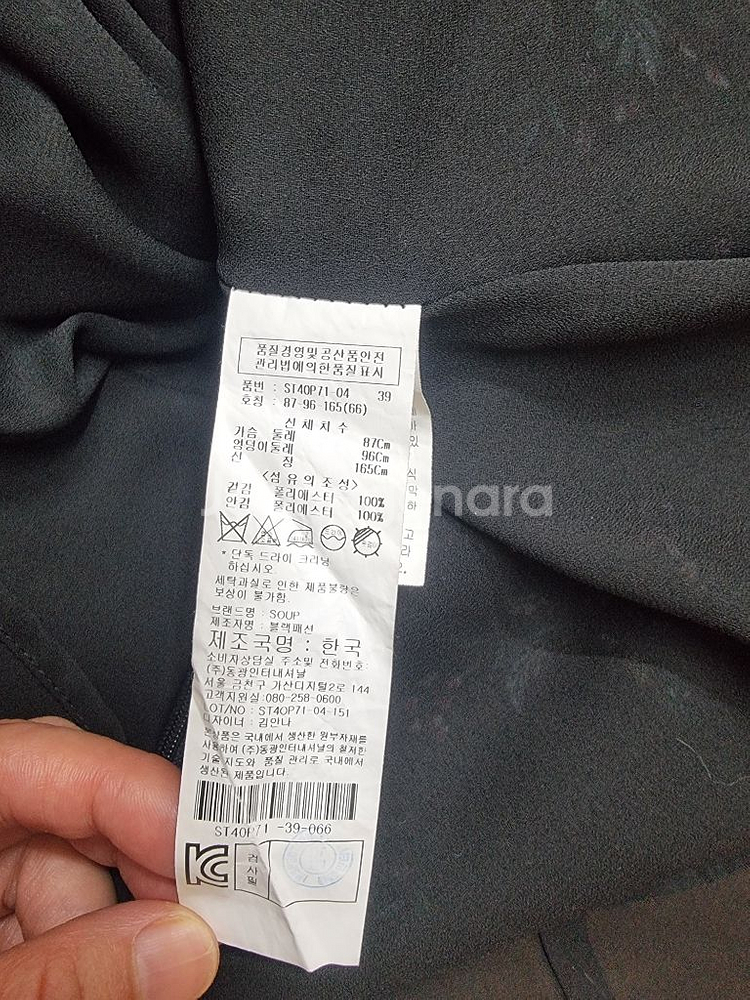 품질경영및공산품안전
관리법에의한품질표시
품번 : ST4OP71-04 39
호칭 : 87-96-165(66)
신체치수
가슴 둘레 87Cm
엉덩이둘레 96Cm
신 장 165Cm
<섬유의 조성>
겉감 폴리에스터 100%
안감 폴리에스터 100%
* 단독 드라이 크리닝
하십시오.
세탁과실로 인한 제품불량은
보상이 불가함.
브랜드명 : SOUP
제조자명 : 블랙패션
제조국명 : 한국
소비자상담실 주소및 전화번호:
(주)동광인터내셔날
서울 금천구 가산디지털2로 144
고객지원실:080-258-0600
LOT/NO : ST4OP71-04-151
디자이너 : 김안나
본상품은 국내에서 생산한 원부자재를
사용하여 (주)동광인터내셔날의 철저한
기술지도와 품질 관리로 국내에서
생산된 제품입니다.
ST4OP71 -39-066
검사필
nara